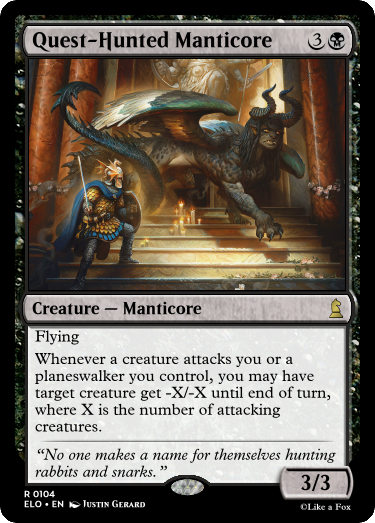 Quest-Hunted Manticore 3
Creature — Manticore
Flying
Whenever a creature attacks you or a
planeswalker you control, you may have
target creature get -X/-X until end of turn,
where X is the number of attacking
creatures.
“No one makes a name for themselves hunting
rabbits and snarks.”
3/3
R 0104
ELO • EN Justin Gerard
©Like a Fox